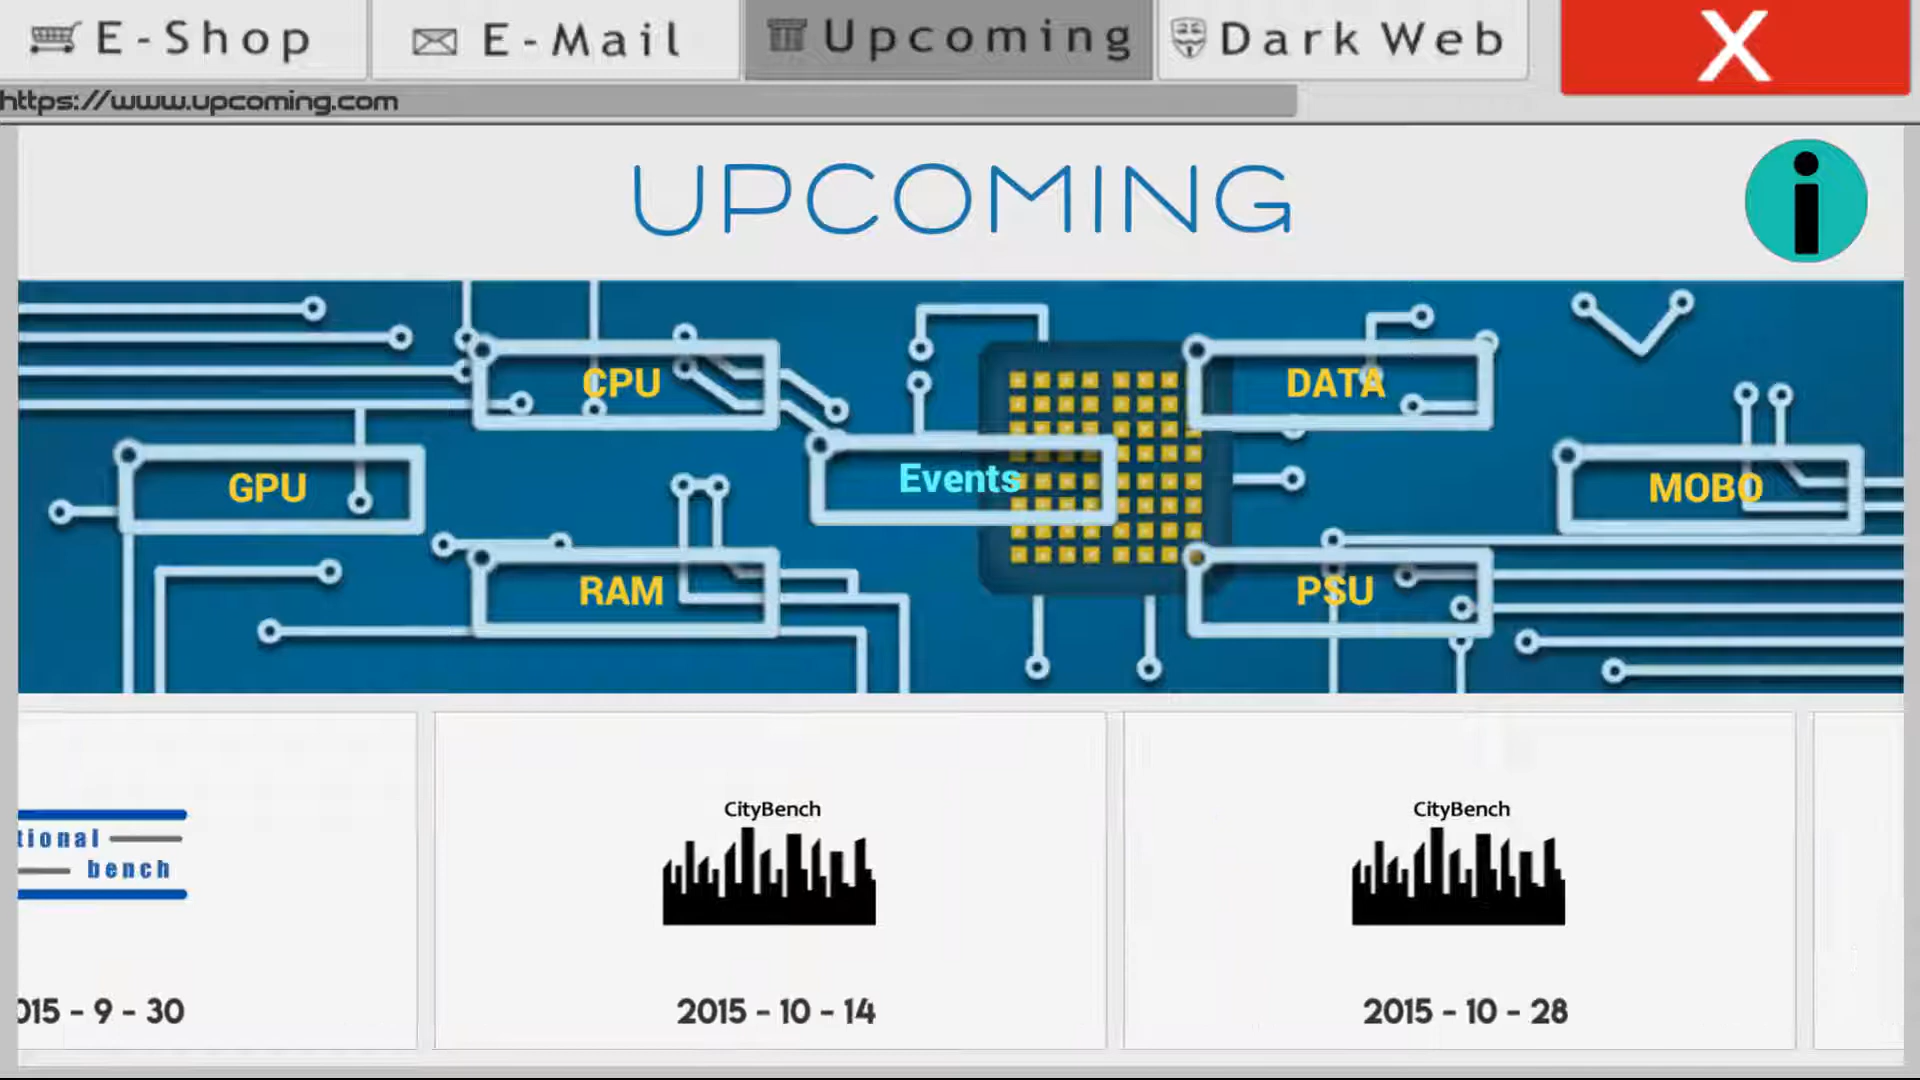 E-Shop
E-Mail
Upcoming
Dark Web
X
https://www.upcoming.com
UPCOMING
i
CPU
DATA
GPU
Events
MOBO
RAM
PSU
tional
bench
015 - 9 - 30
CityBench
2015 - 10 - 14
CityBench
2015 - 10 - 28